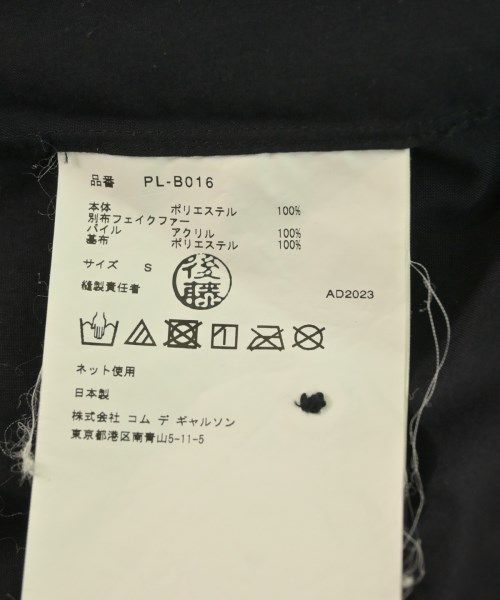 品番 PL-B016
本体 ポリエステル 100%
別布フェイクファー
パイル アクリル 100%
基布 ポリエステル 100%
サイズ S
縫製責任者 後藤 AD2023
ネット使用
日本製
株式会社 コム デ ギャルソン
東京都港区南青山5-11-5